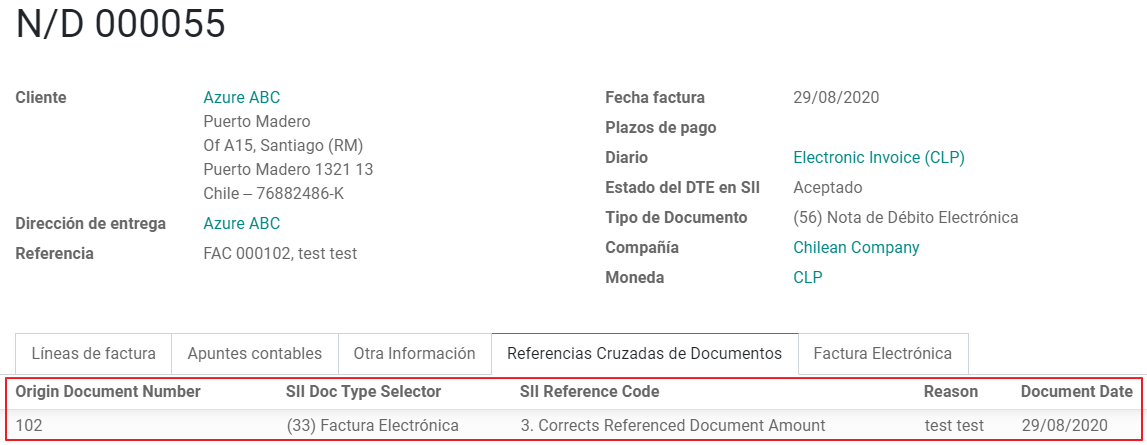 N/D 000055
Cliente Azure ABC
Puerto Madero
Of A15, Santiago (RM)
Puerto Madero 1321 13
Chile – 76882486-K
Dirección de entrega Azure ABC
Referencia FAC 000102, test test
Fecha factura 29/08/2020
Plazos de pago
Diario Electronic Invoice (CLP)
Estado del DTE en SII Aceptado
Tipo de Documento (56) Nota de Débito Electrónica
Compañía Chilean Company
Moneda CLP
Líneas de factura Apuntes contables Otra Información Referencias Cruzadas de Documentos Factura Electrónica
Origin Document Number SII Doc Type Selector SII Reference Code Reason Document Date
102 (33) Factura Electrónica 3. Corrects Referenced Document Amount test test 29/08/2020